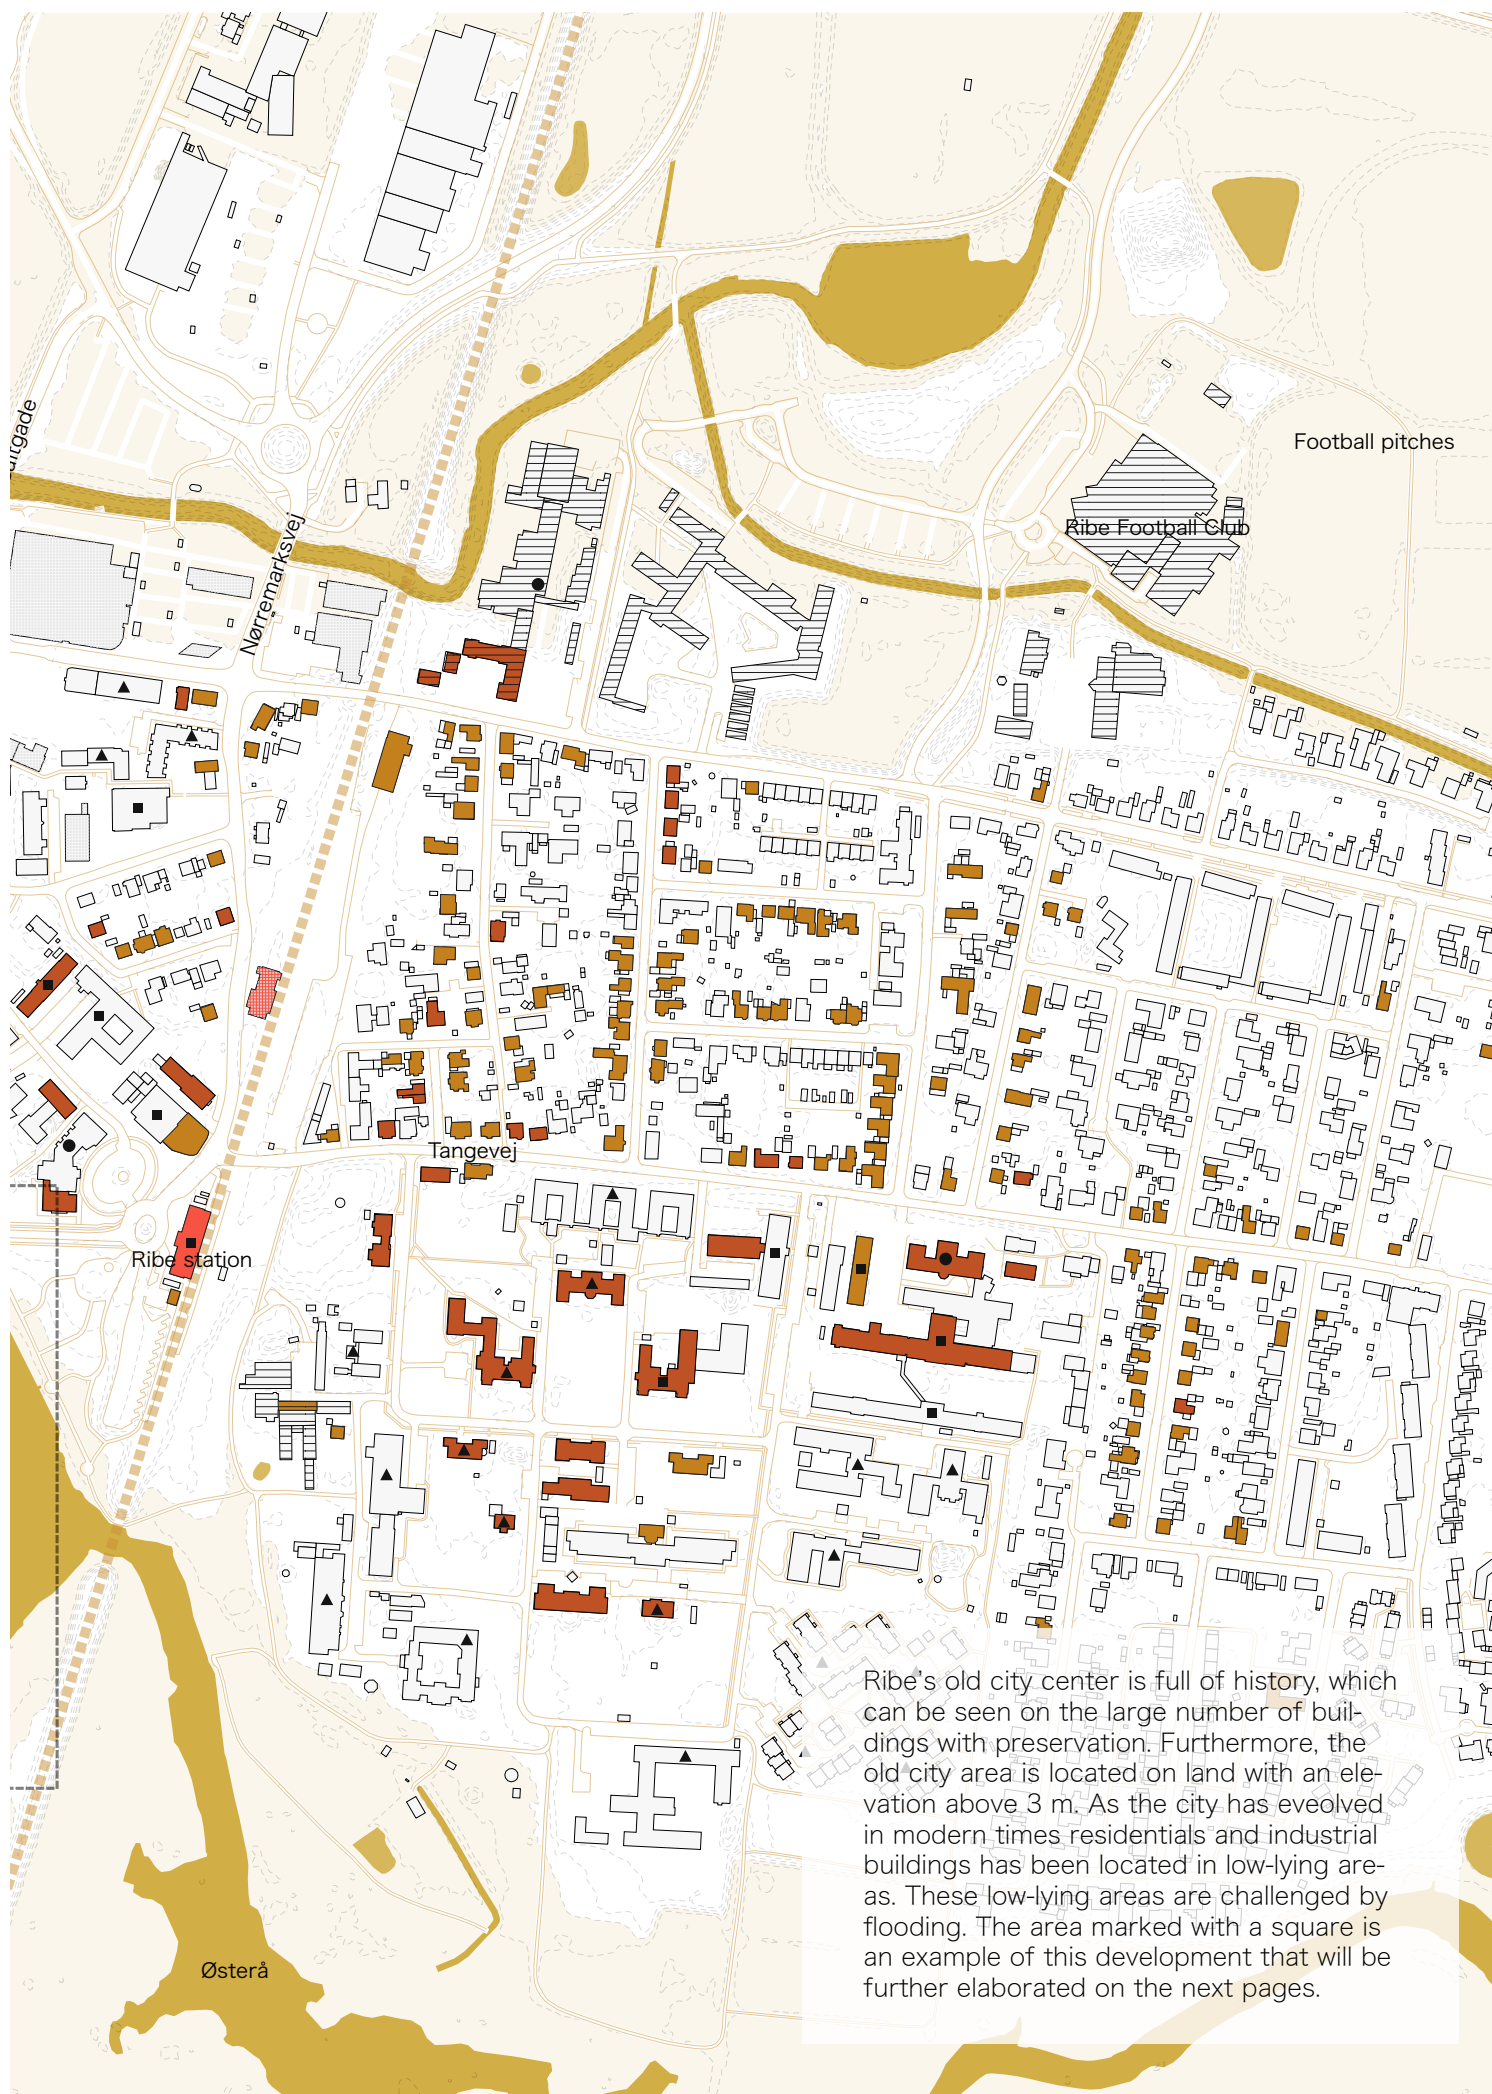 Football pitches
Ribe Football Club
Nørremarksvej
Tangevej
Ribe station
Ribe's old city center is full of history, which
can be seen on the large number of buil-
dings with preservation. Furthermore, the
old city area is located on land with an ele-
vation above 3 m. As the city has eveolved
in modern times residentials and industrial
buildings has been located in low-lying are-
as. These low-lying areas are challenged by
flooding. The area marked with a square is
an example of this development that will be
further elaborated on the next pages.
Østerå